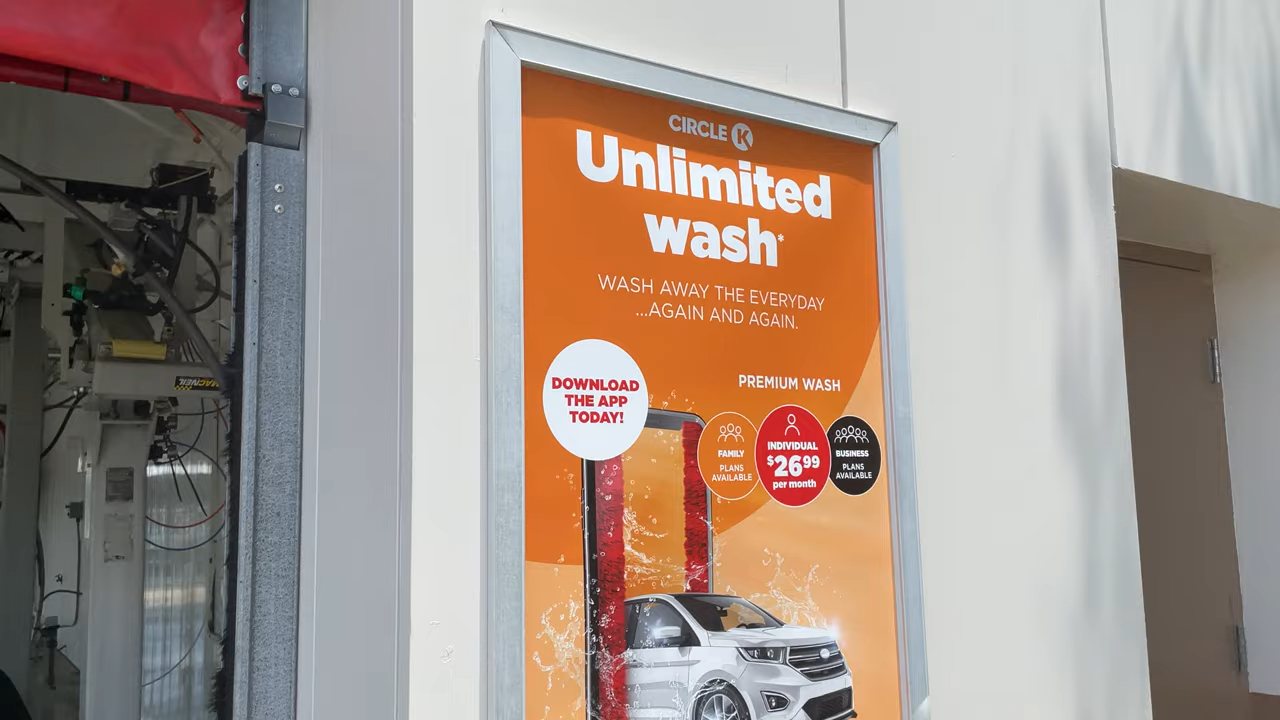 CIRCLE K
Unlimited
wash*
WASH AWAY THE EVERYDAY
...AGAIN AND AGAIN.
DOWNLOAD
THE APP
TODAY!
PREMIUM WASH
FAMILY
PLANS
AVAILABLE
INDIVIDUAL
$26.99
per month
BUSINESS
PLANS
AVAILABLE
MACNEIL